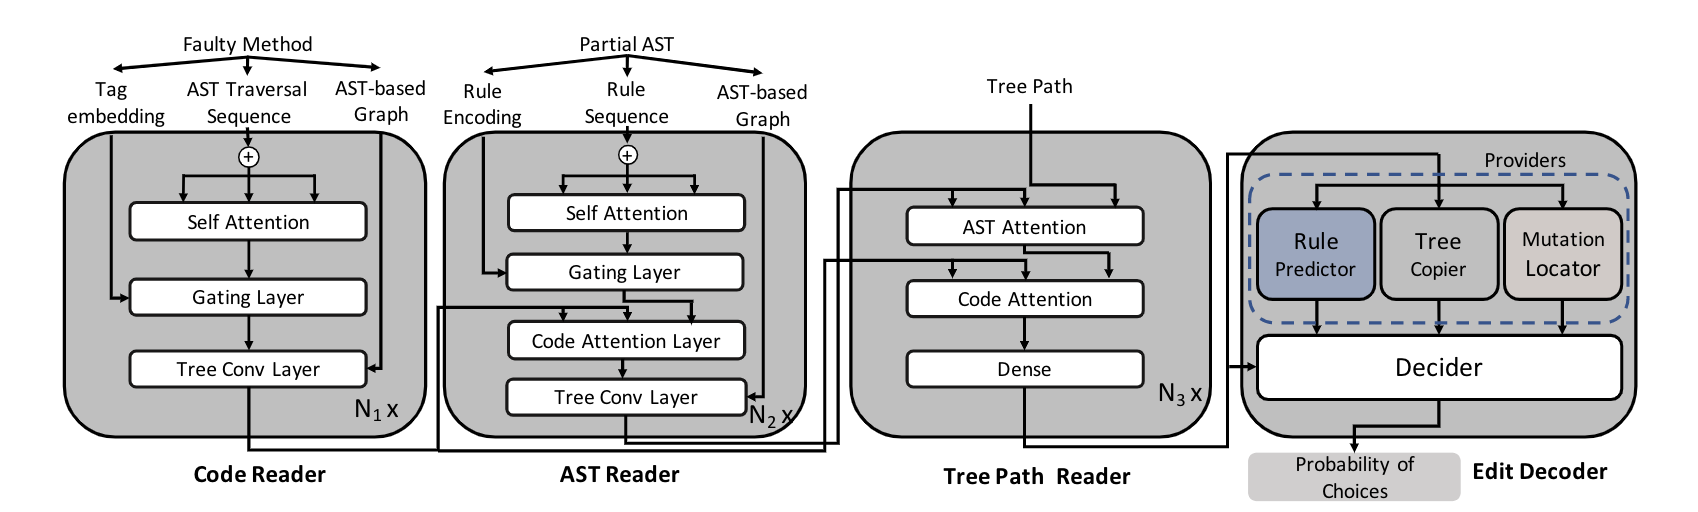 Faulty Method
Tag
embedding
AST Traversal
Sequence
AST-based
Graph
+
Self Attention
Gating Layer
Tree Conv Layer
N1 x
Code Reader
Partial AST
Rule
Encoding
Rule
Sequence
AST-based
Graph
+
Self Attention
Gating Layer
Code Attention Layer
Tree Conv Layer
N2 x
AST Reader
Tree Path
AST Attention
Code Attention
Dense
N3 x
Tree Path Reader
Providers
Rule
Predictor
Tree
Copier
Mutation
Locator
Decider
Probability of
Choices
Edit Decoder